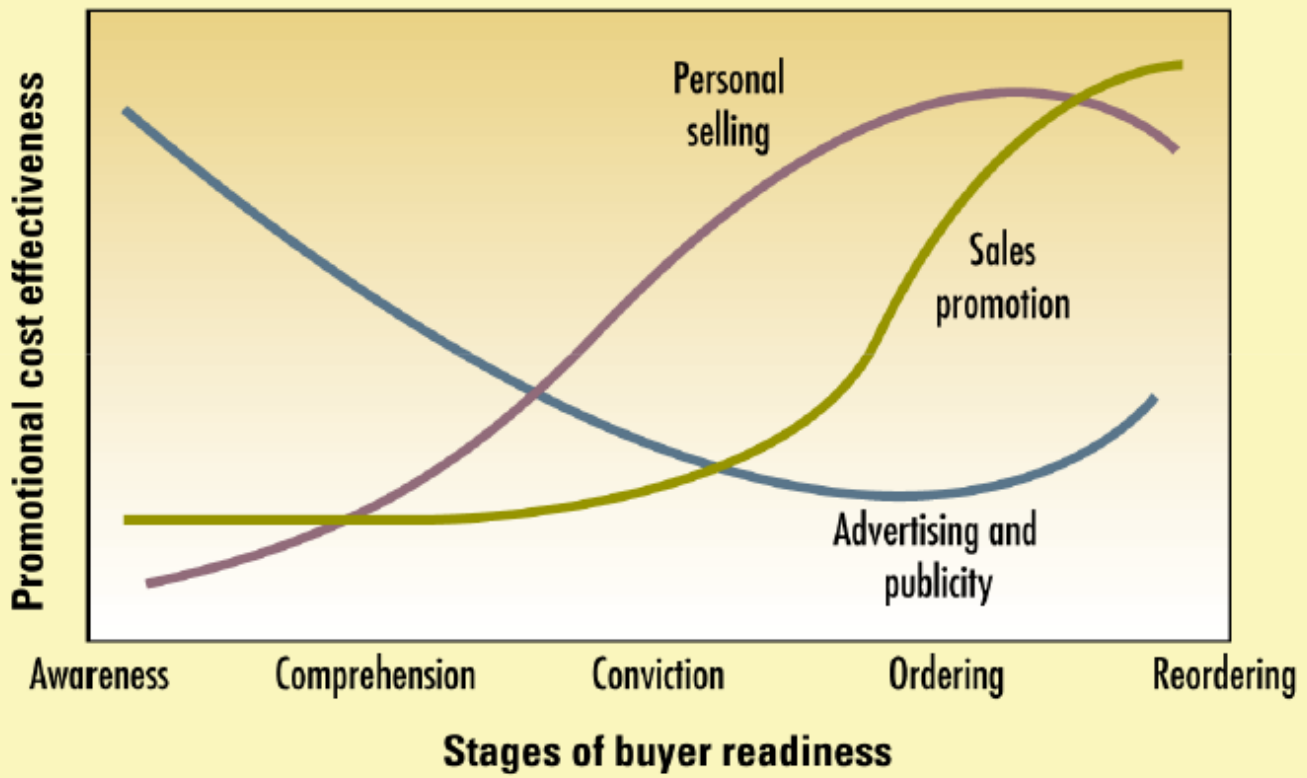 Promotional cost effectiveness
Personal
selling
Sales
promotion
Advertising and
publicity
Awareness
Comprehension
Conviction
Ordering
Reordering
Stages of buyer readiness